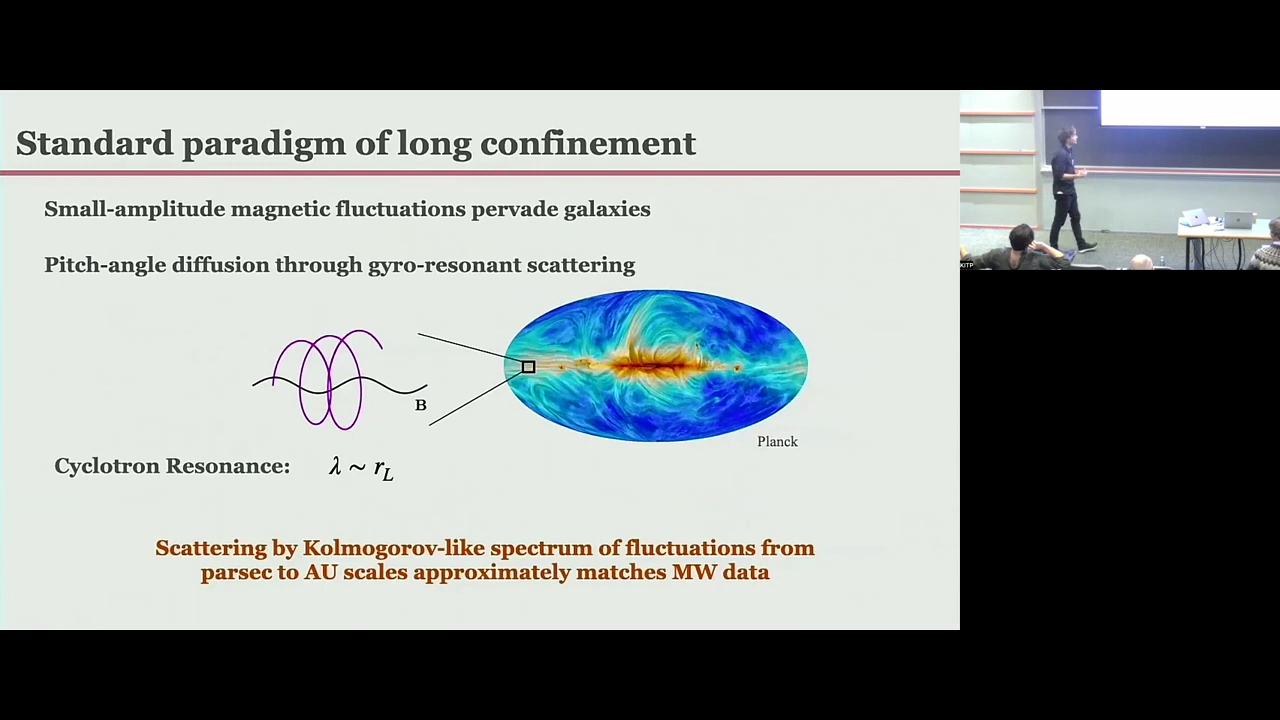 Standard paradigm of long confinement
Small-amplitude magnetic fluctuations pervade galaxies
Pitch-angle diffusion through gyro-resonant scattering
B
Planck
Cyclotron Resonance: λ ~ r_L
Scattering by Kolmogorov-like spectrum of fluctuations from
parsec to AU scales approximately matches MW data
KITP